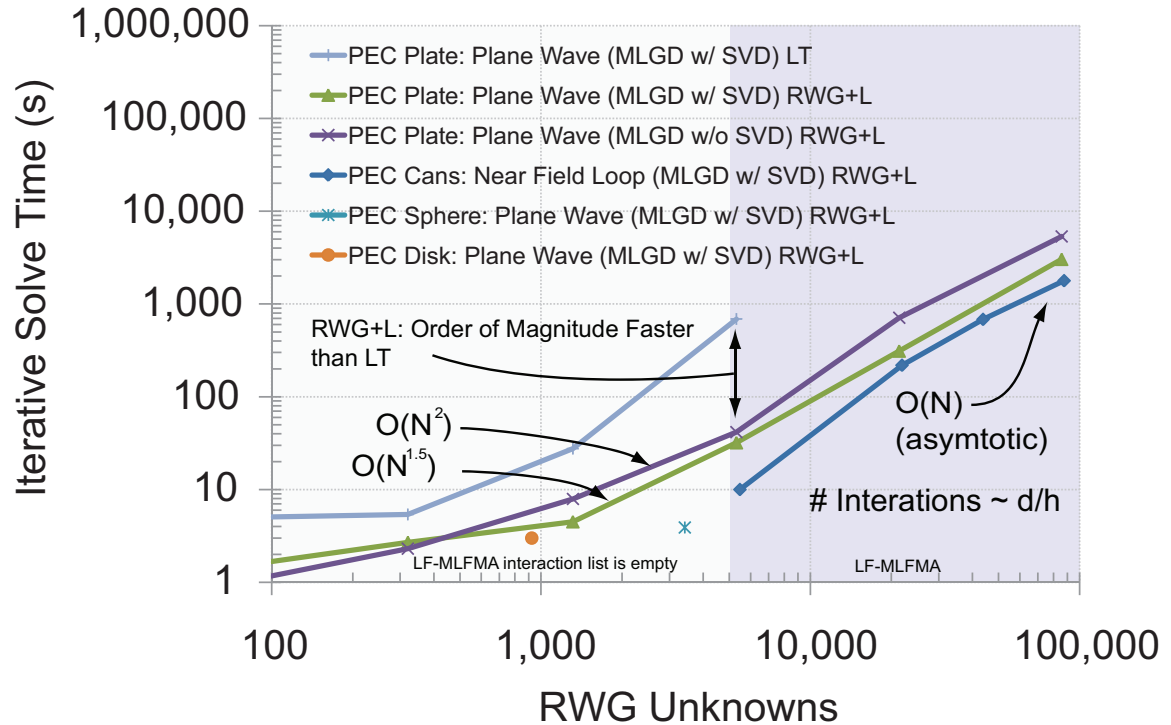 1,000,000
100,000
10,000
1,000
100
10
1
Iterative Solve Time (s)
PEC Plate: Plane Wave (MLGD w/ SVD) LT
PEC Plate: Plane Wave (MLGD w/ SVD) RWG+L
PEC Plate: Plane Wave (MLGD w/o SVD) RWG+L
PEC Cans: Near Field Loop (MLGD w/ SVD) RWG+L
PEC Sphere: Plane Wave (MLGD w/ SVD) RWG+L
PEC Disk: Plane Wave (MLGD w/ SVD) RWG+L
RWG+L: Order of Magnitude Faster
than LT
O(N²)
O(N¹·⁵)
O(N)
(asymtotic)
# Interations ~ d/h
LF-MLFMA interaction list is empty
LF-MLFMA
100
1,000
10,000
100,000
RWG Unknowns